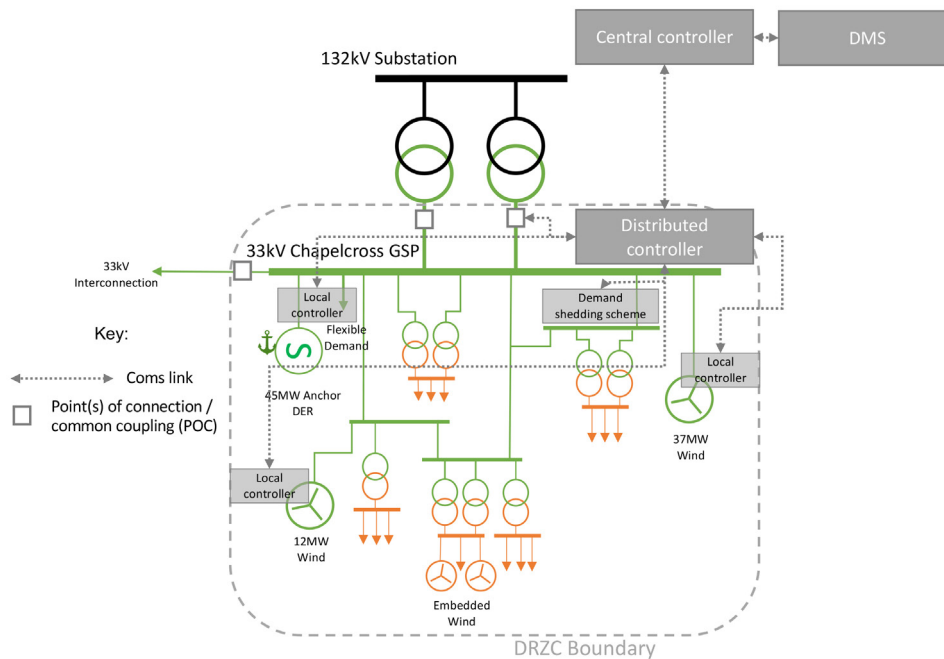 Central controller
DMS
132kV Substation
Distributed
controller
33kV Chapelcross GSP
33kV
Interconnection
Local
controller
Flexible
Demand
Demand
shedding scheme
Key:
Coms link
Point(s) of connection /
common coupling (POC)
S
45MW Anchor
DER
Local
controller
37MW
Wind
Local
controller
12MW
Wind
Embedded
Wind
DRZC Boundary